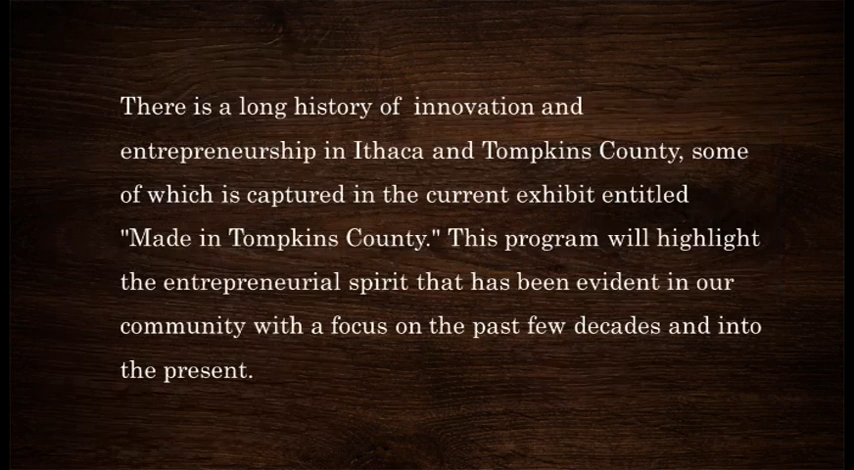 There is a long history of  innovation and
entrepreneurship in Ithaca and Tompkins County, some
of which is captured in the current exhibit entitled
"Made in Tompkins County." This program will highlight
the entrepreneurial spirit that has been evident in our
community with a focus on the past few decades and into
the present.